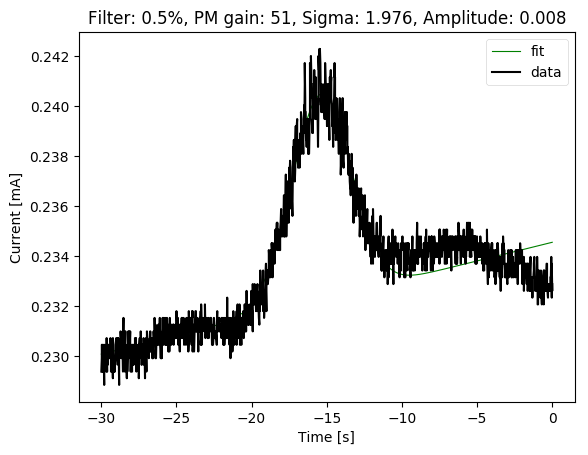 Filter: 0.5%, PM gain: 51, Sigma: 1.976, Amplitude: 0.008
fit
data
0.242
0.240
0.238
0.236
0.234
0.232
0.230
Current [mA]
−30 −25 −20 −15 −10 −5 0
Time [s]